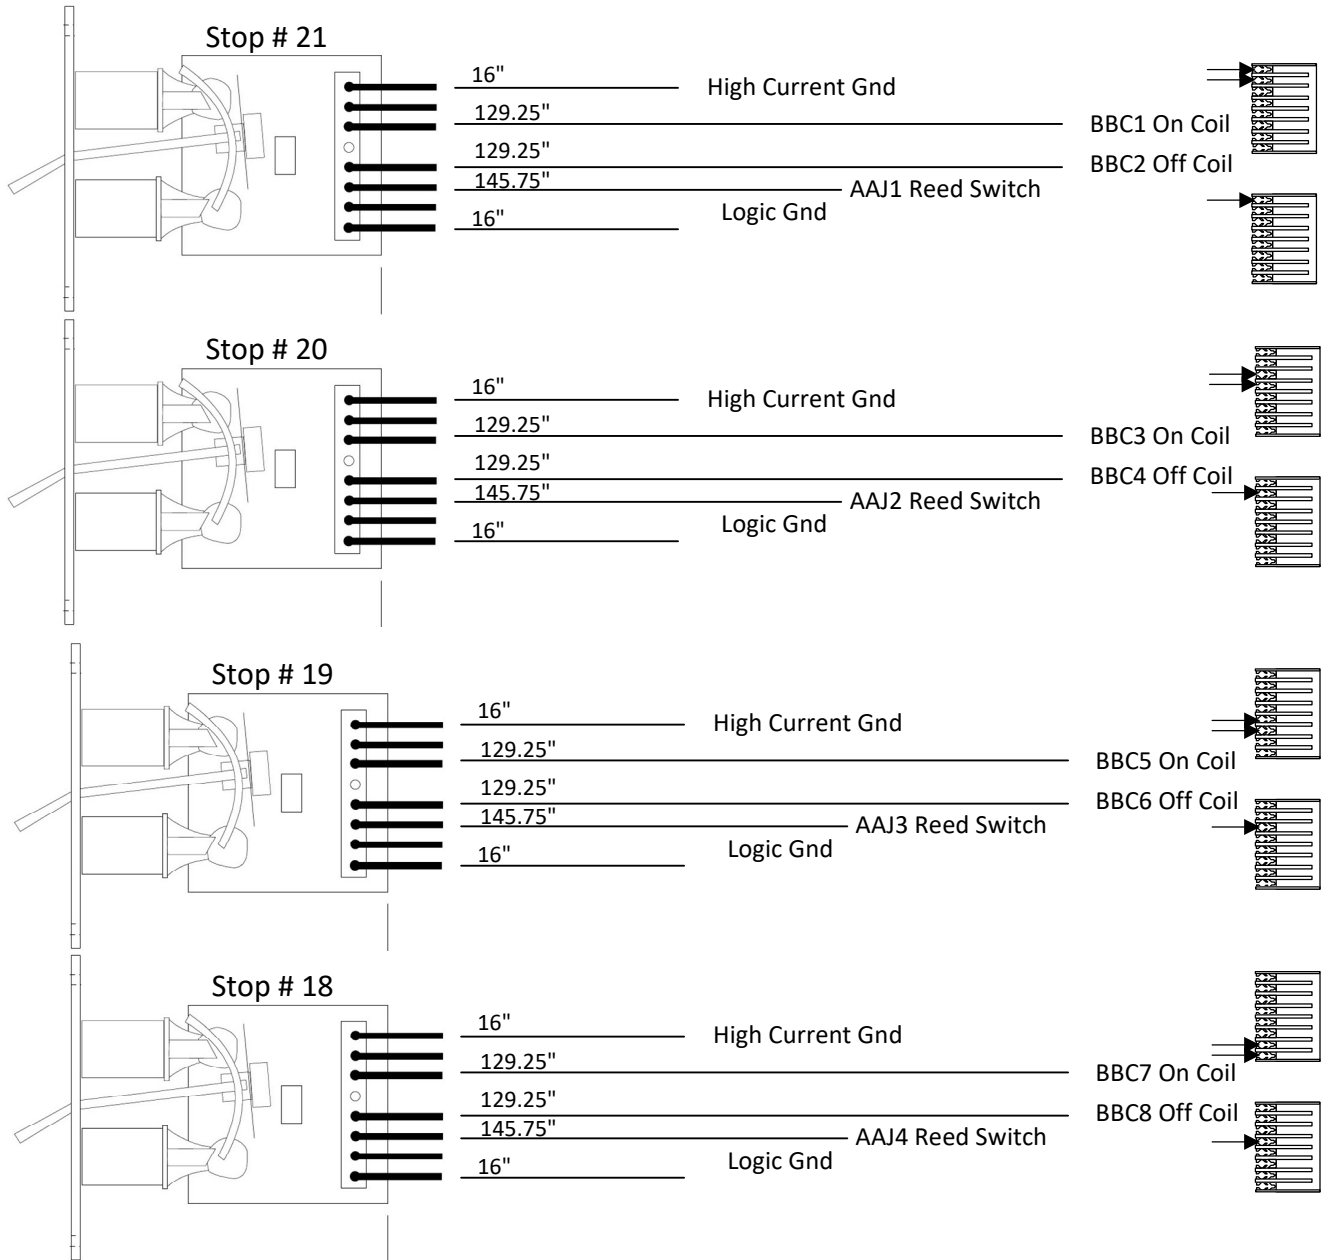 Stop # 21
16"
High Current Gnd
129.25"
BBC1 On Coil
129.25"
BBC2 Off Coil
145.75"
AAJ1 Reed Switch
Logic Gnd
16"
Stop # 20
16"
High Current Gnd
129.25"
BBC3 On Coil
129.25"
BBC4 Off Coil
145.75"
AAJ2 Reed Switch
Logic Gnd
16"
Stop # 19
16"
High Current Gnd
129.25"
BBC5 On Coil
129.25"
BBC6 Off Coil
145.75"
AAJ3 Reed Switch
Logic Gnd
16"
Stop # 18
16"
High Current Gnd
129.25"
BBC7 On Coil
129.25"
BBC8 Off Coil
145.75"
AAJ4 Reed Switch
Logic Gnd
16"